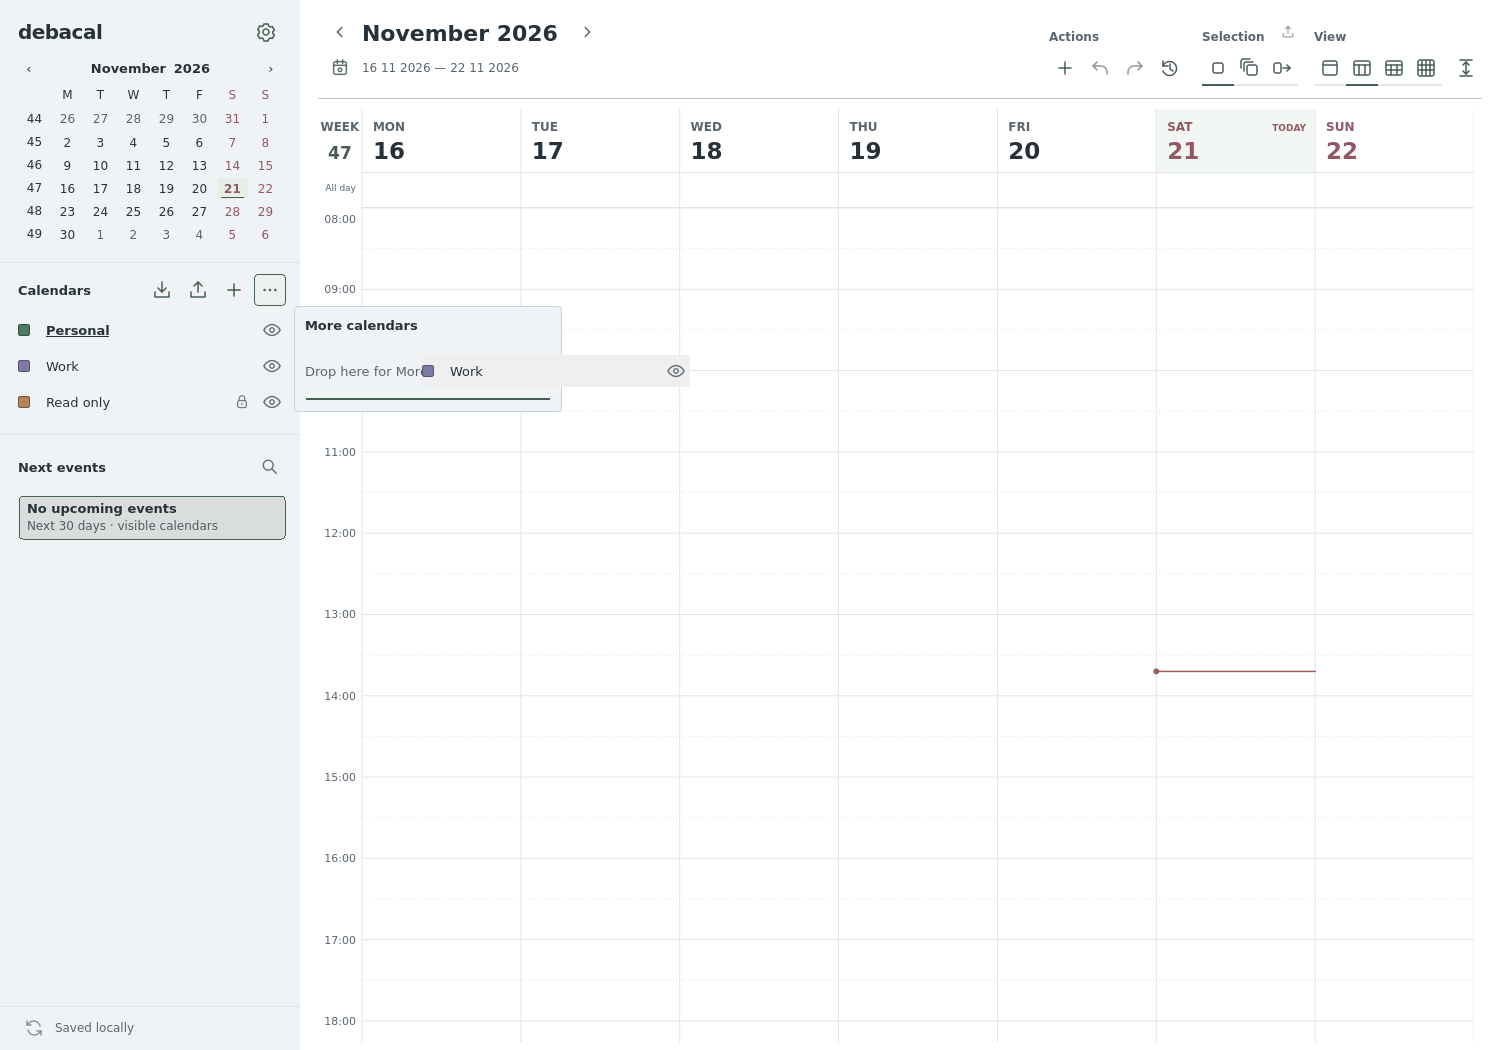 debacal
‹ November 2026 ›
M T W T F S S
44 26 27 28 29 30 31 1
45 2 3 4 5 6 7 8
46 9 10 11 12 13 14 15
47 16 17 18 19 20 21 22
48 23 24 25 26 27 28 29
49 30 1 2 3 4 5 6
Calendars
Personal
Work
Read only
Next events
No upcoming events
Next 30 days · visible calendars
Saved locally
November 2026
16 11 2026 — 22 11 2026
Actions
Selection
View
WEEK
47
MON
16
TUE
17
WED
18
THU
19
FRI
20
SAT TODAY
21
SUN
22
All day
08:00
09:00
More calendars
Drop here for More
Work
11:00
12:00
13:00
14:00
15:00
16:00
17:00
18:00